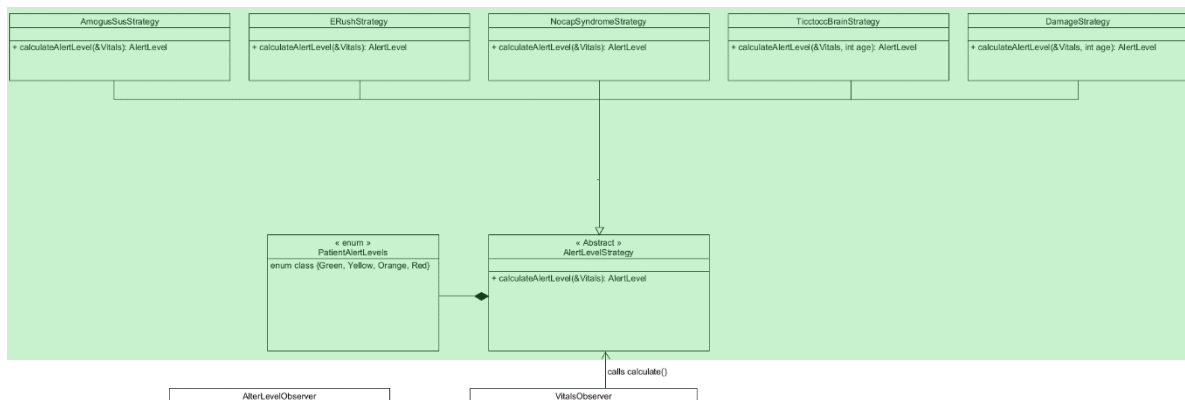 AmogusSusStrategy
+ calculateAlertLevel(&Vitals): AlertLevel
ERushStrategy
+ calculateAlertLevel(&Vitals): AlertLevel
NocapSyndromeStrategy
+ calculateAlertLevel(&Vitals): AlertLevel
TicctoccBrainStrategy
+ calculateAlertLevel(&Vitals, int age): AlertLevel
DamageStrategy
+ calculateAlertLevel(&Vitals, int age): AlertLevel
« enum »
PatientAlertLevels
enum class {Green, Yellow, Orange, Red}
« Abstract »
AlertLevelStrategy
+ calculateAlertLevel(&Vitals): AlertLevel
calls calculate()
AlterLevelObserver
VitalsObserver